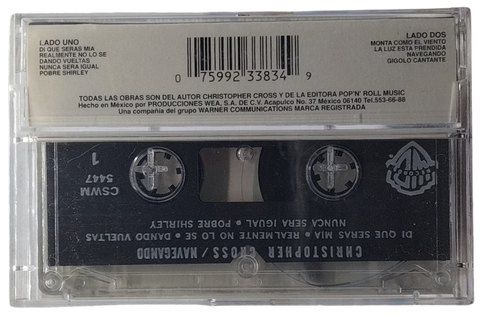 LADO UNO
DI QUE SERAS MIA
REALMENTE NO LO SE
DANDO VUELTAS
NUNCA SERA IGUAL
POBRE SHIRLEY
LADO DOS
MONTA COMO EL VIENTO
LA LUZ ESTA PRENDIDA
NAVEGANDO
GIGOLO CANTANTE
0 75992 33834 9
TODAS LAS OBRAS SON DEL AUTOR CHRISTOPHER CROSS Y DE LA EDITORA POP'N' ROLL MUSIC
Hecho en México por PRODUCCIONES WEA, S.A. DE C.V. Acapulco No. 37 México 06140 Tel.553-66-88
Una compañía del grupo WARNER COMMUNICATIONS MARCA REGISTRADA
CHRISTOPHER CROSS / NAVEGANDO
DI QUE SERAS MIA • REALMENTE NO LO SE • DANDO VUELTAS
NUNCA SERA IGUAL • POBRE SHIRLEY
CSWM
5447
1